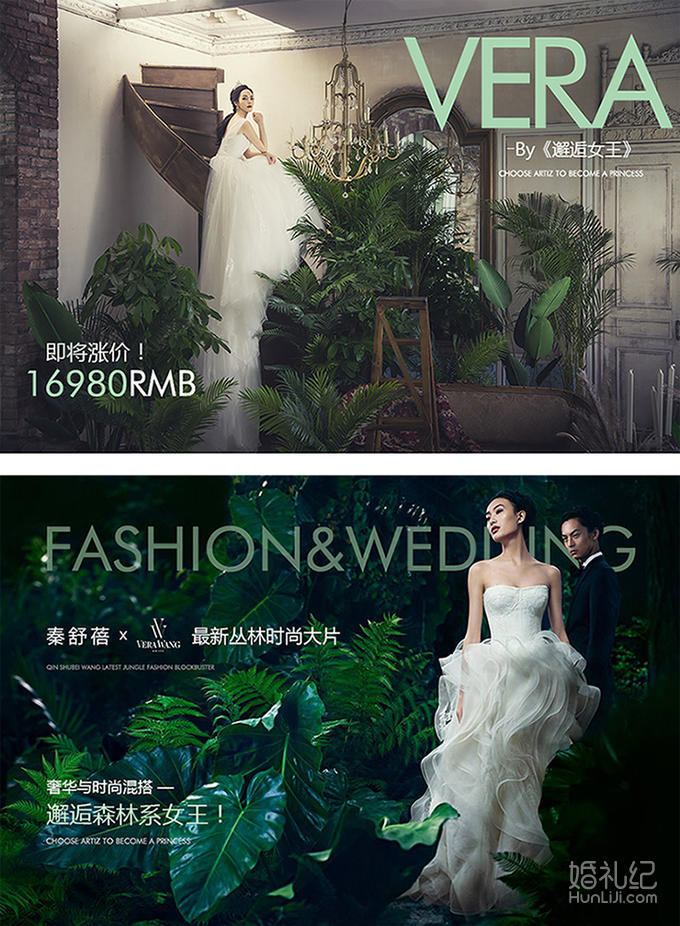 VERA
-By《邂逅女王》
CHOOSE ARTIZ TO BECOME A PRINCESS
即将涨价！
16980RMB
FASHION&WEDDING
秦舒蓓 x VERA WANG 最新丛林时尚大片
QIN SHUBEI WANG LATEST JUNGLE FASHION BLOCKBUSTER
奢华与时尚混搭 —
邂逅森林系女王！
CHOOSE ARTIZ TO BECOME A PRINCESS
婚礼纪
HunLiJi.com